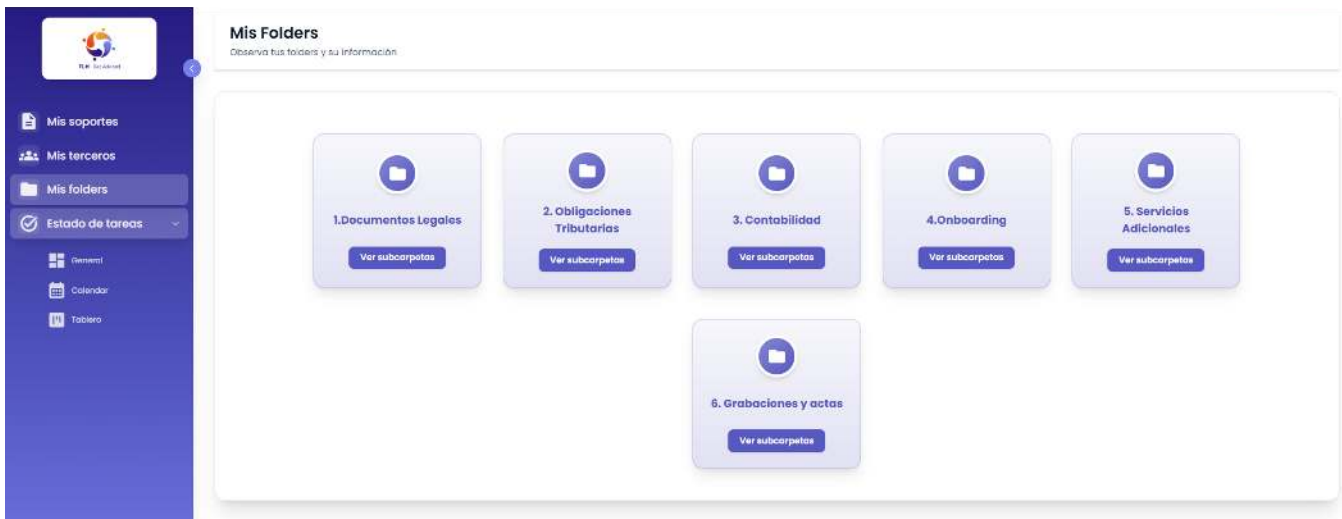 Mis Folders
Observa tus folders y su información
Mis soportes
Mis terceros
Mis folders
Estado de tareas
General
Calendar
Tablero
1.Documentos Legales
Ver subcarpetas
2. Obligaciones
Tributarias
Ver subcarpetas
3. Contabilidad
Ver subcarpetas
4.Onboarding
Ver subcarpetas
5. Servicios
Adicionales
Ver subcarpetas
6. Grabaciones y actas
Ver subcarpetas